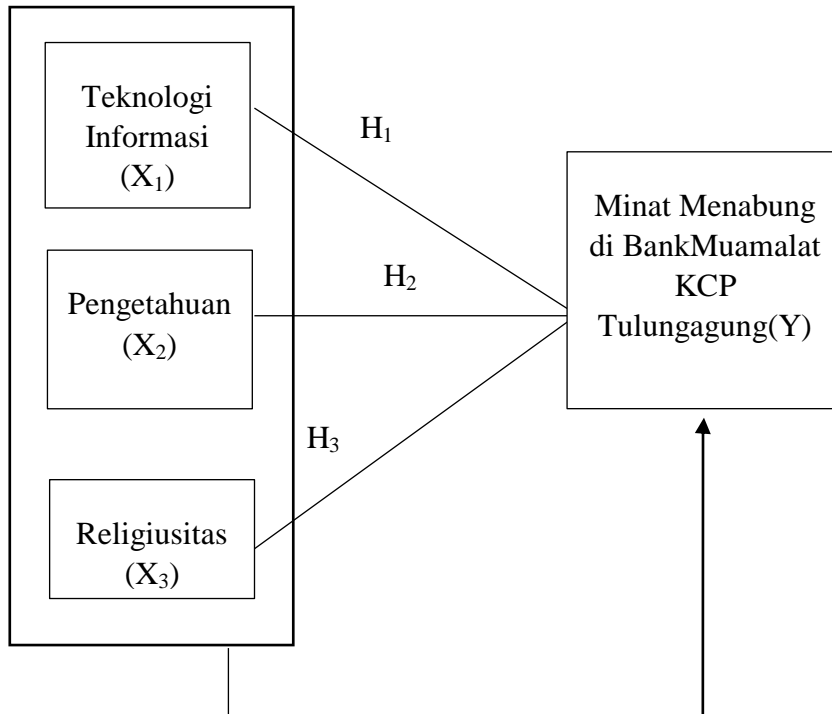 Teknologi
Informasi
(X₁)
H₁
Minat Menabung
di BankMuamalat
KCP
Tulungagung(Y)
Pengetahuan
(X₂)
H₂
H₃
Religiusitas
(X₃)